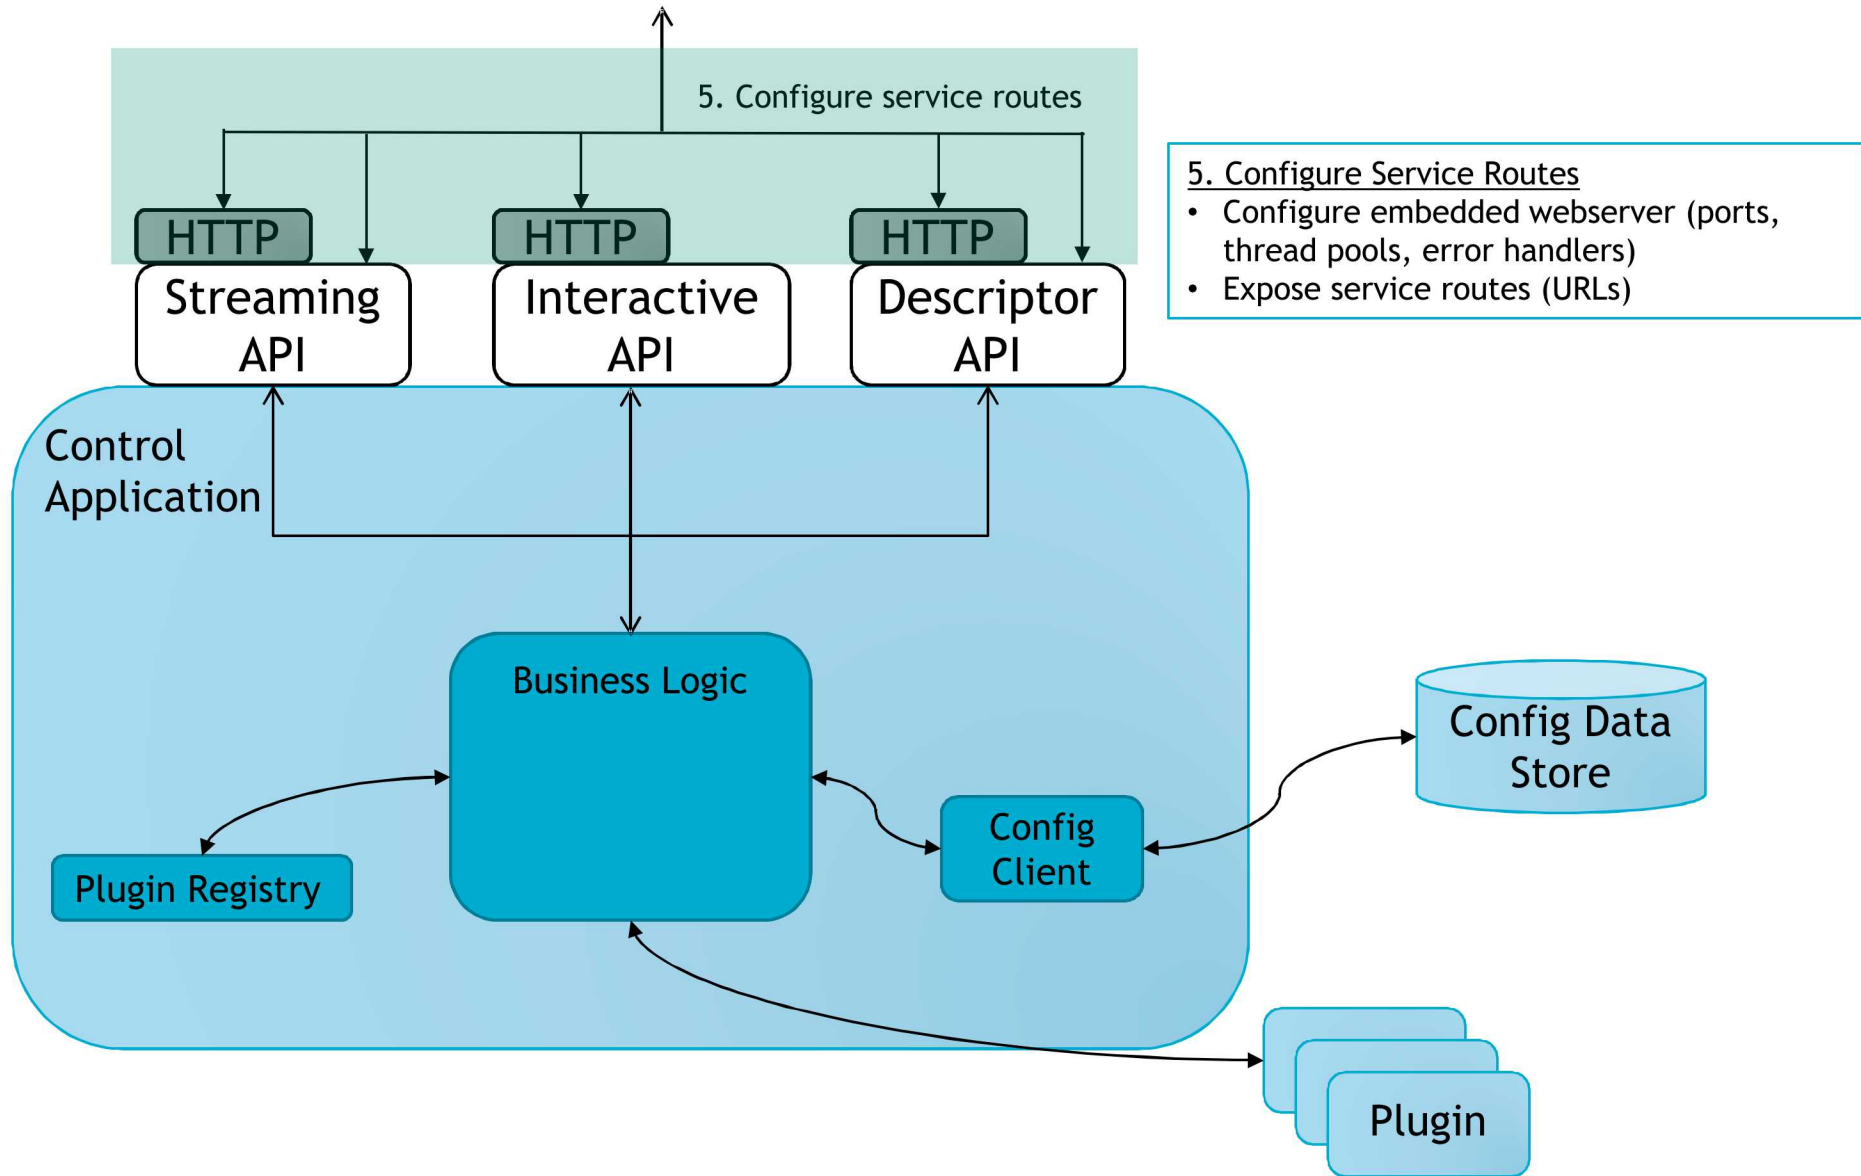 5. Configure service routes
HTTP
HTTP
HTTP
Streaming
API
Interactive
API
Descriptor
API
5. Configure Service Routes
• Configure embedded webserver (ports,
thread pools, error handlers)
• Expose service routes (URLs)
Control
Application
Business Logic
Plugin Registry
Config
Client
Config Data
Store
Plugin